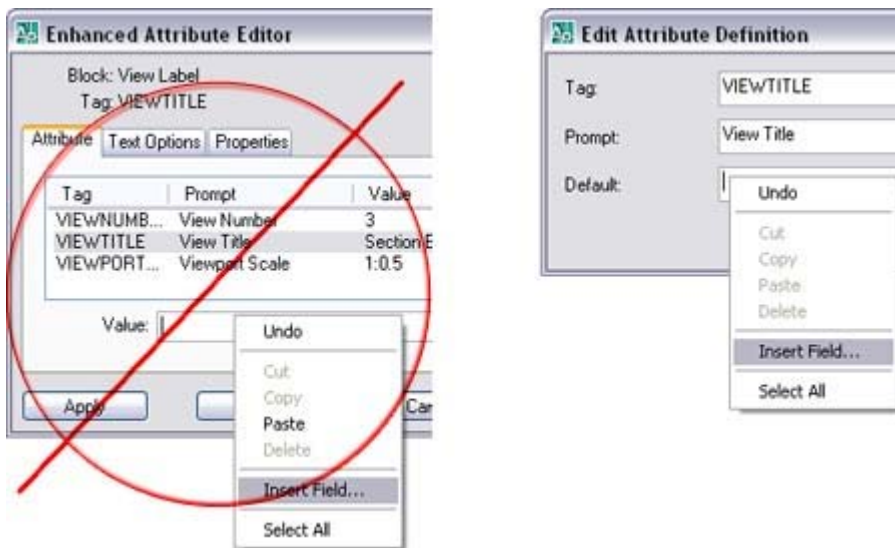 Enhanced Attribute Editor
Block: View Label
Tag: VIEWTITLE
Attribute Text Options Properties
Tag Prompt Value
VIEWNUMB... View Number 3
VIEWTITLE View Title Section
VIEWPORT... Viewport Scale 1:0.5
Value:
Undo
Cut
Copy
Paste
Delete
Insert Field...
Select All
Apply
Can
Edit Attribute Definition
Tag: VIEWTITLE
Prompt: View Title
Default:
Undo
Cut
Copy
Paste
Delete
Insert Field...
Select All